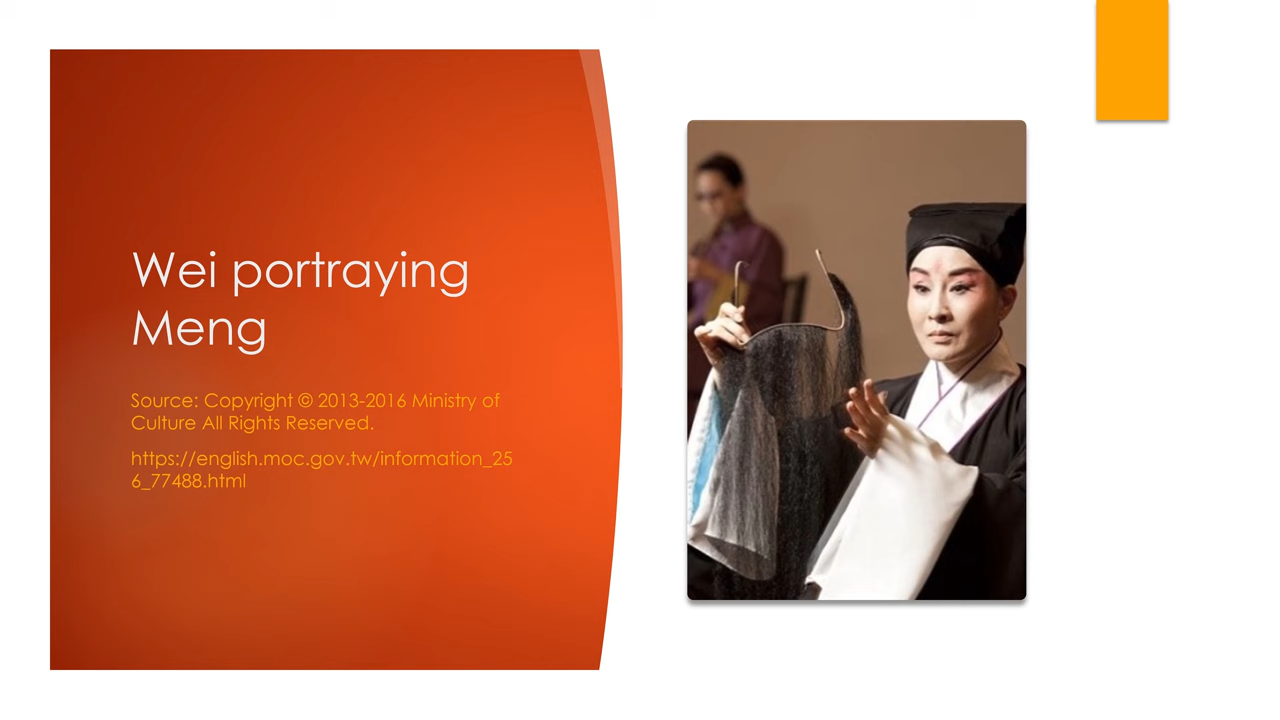 Wei portraying
Meng
Source: Copyright © 2013-2016 Ministry of
Culture All Rights Reserved.
https://english.moc.gov.tw/information_25
6_77488.html